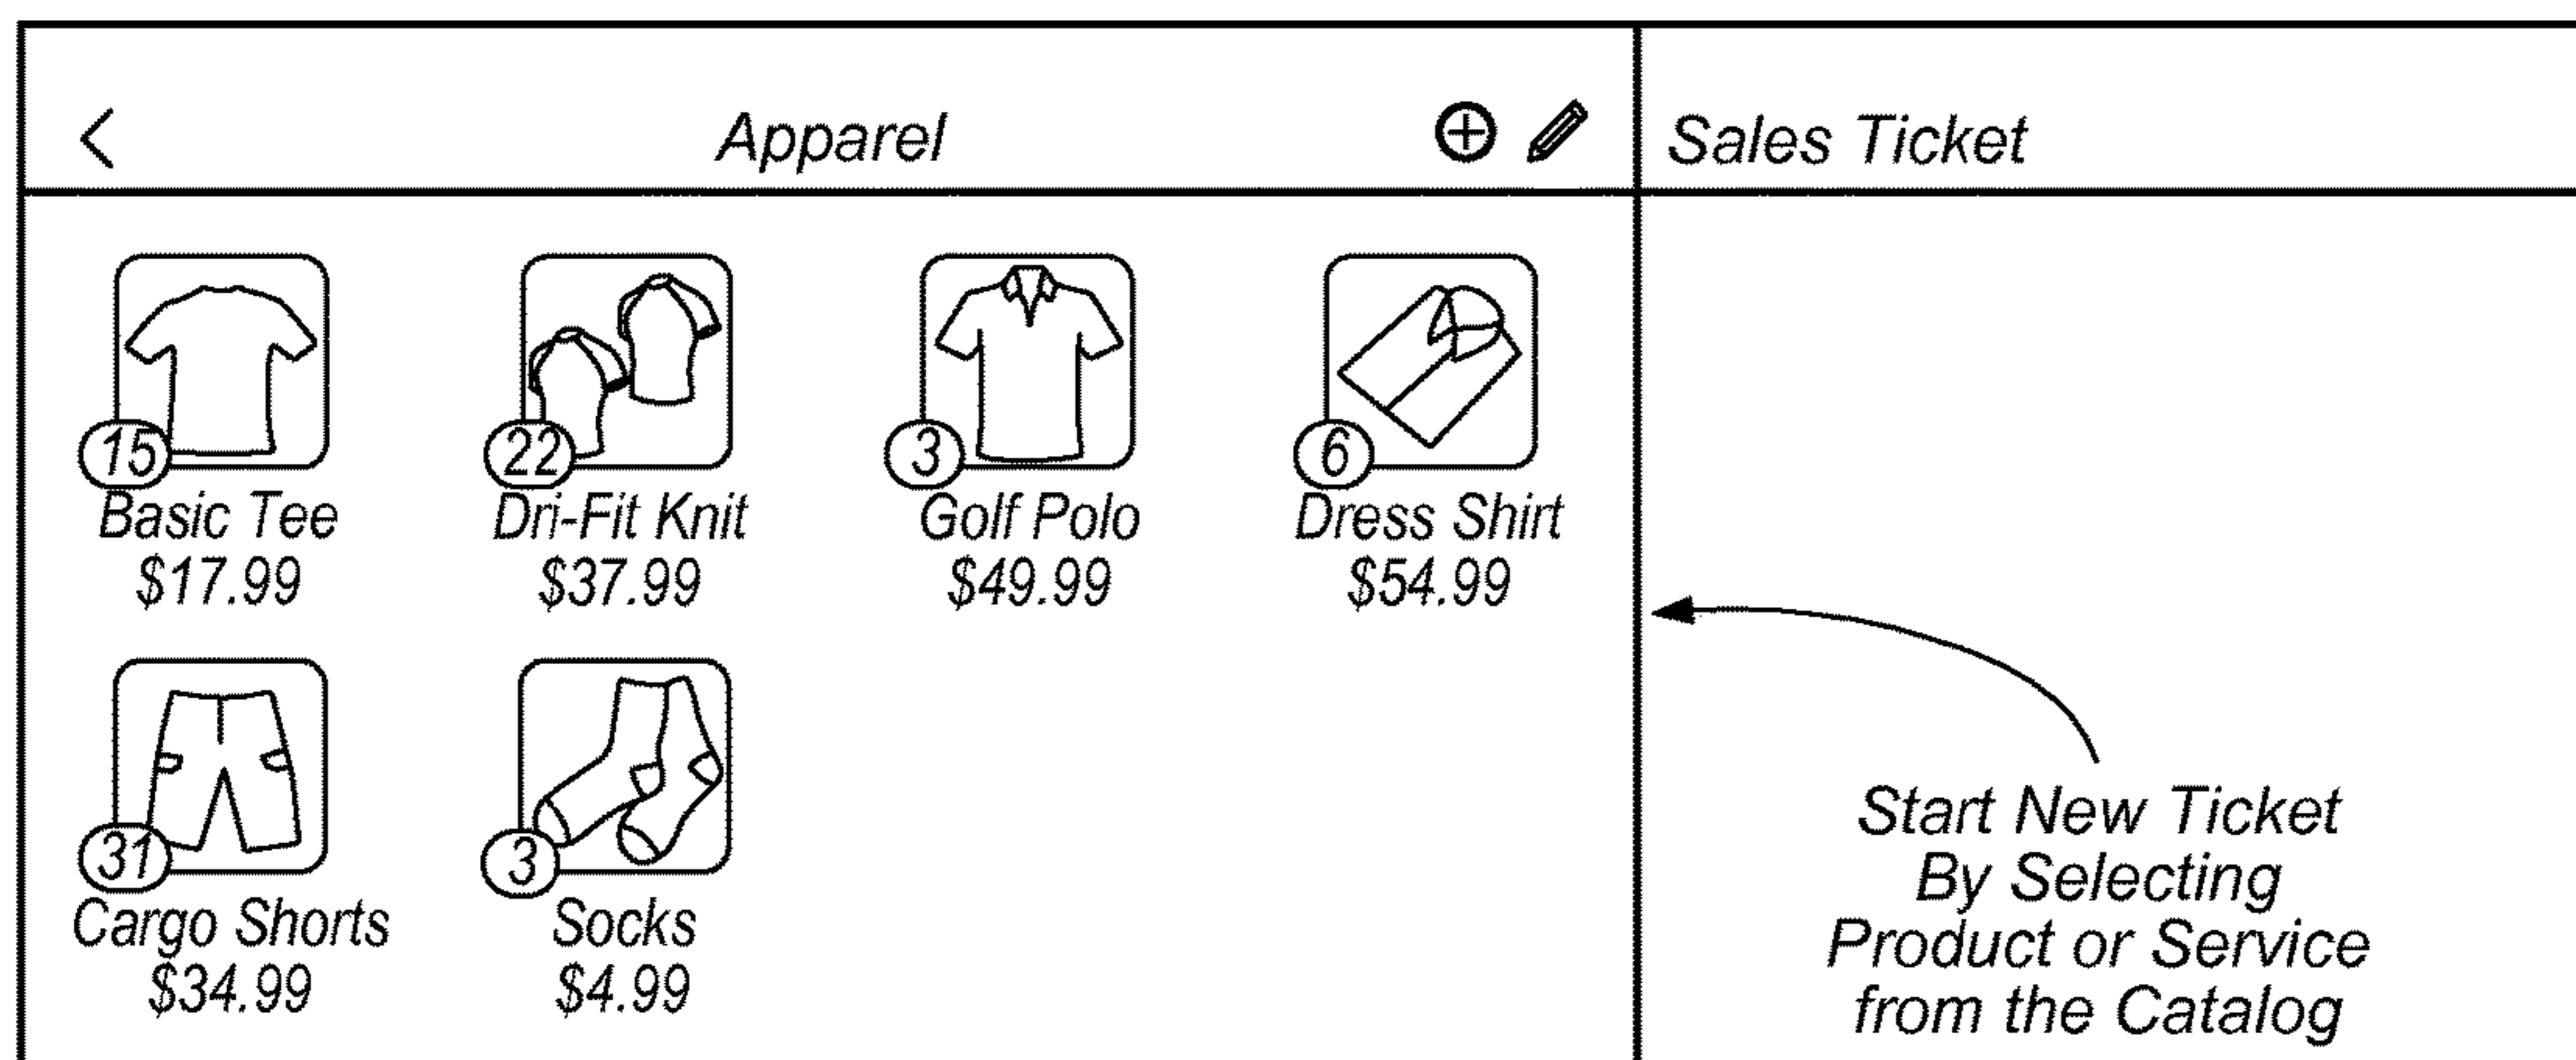 Apparel
Sales Ticket
15
22
3
6
Basic Tee
Dri-Fit Knit
Golf Polo
Dress Shirt
$17.99
$37.99
$49.99
$54.99
31
3
Cargo Shorts
Socks
$34.99
$4.99
Start New Ticket
By Selecting
Product or Service
from the Catalog